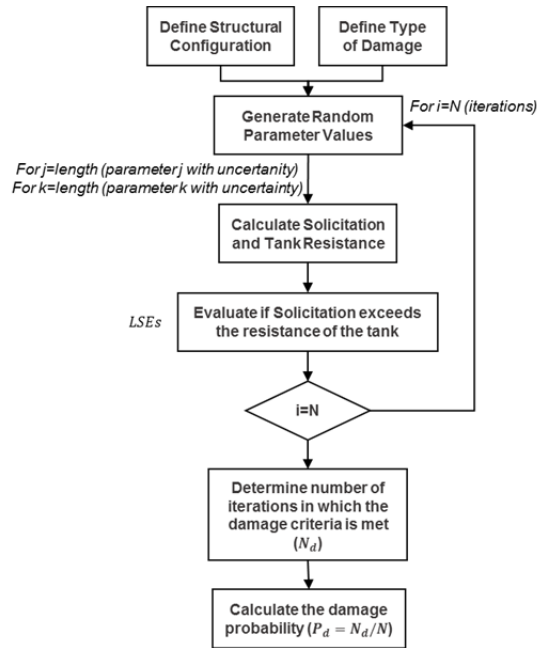 Define Structural
Configuration
Define Type
of Damage
For i=N (iterations)
Generate Random
Parameter Values
For j=length (parameter j with uncertanity)
For k=length (parameter k with uncertainty)
Calculate Solicitation
and Tank Resistance
LSEs
Evaluate if Solicitation exceeds
the resistance of the tank
i=N
Determine number of
iterations in which the
damage criteria is met
(N_d)
Calculate the damage
probability (P_d = N_d/N)